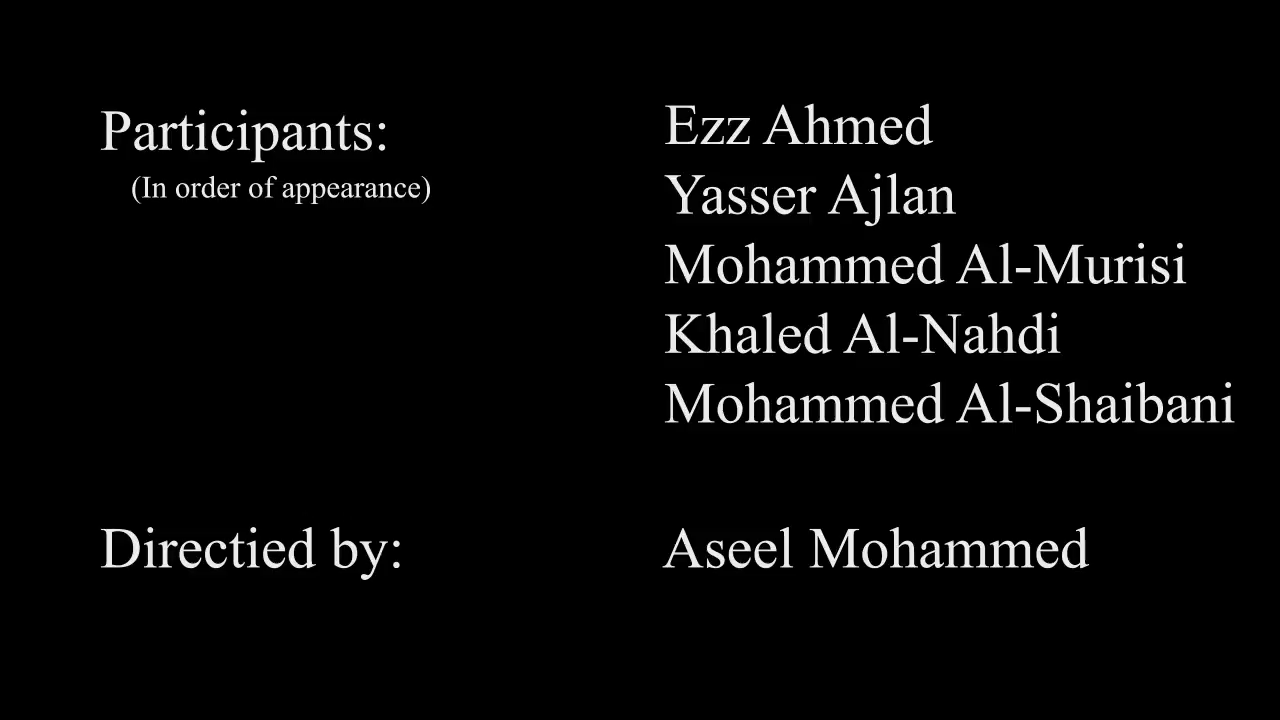 Participants:
(In order of appearance)
Ezz Ahmed
Yasser Ajlan
Mohammed Al-Murisi
Khaled Al-Nahdi
Mohammed Al-Shaibani
Directied by:
Aseel Mohammed